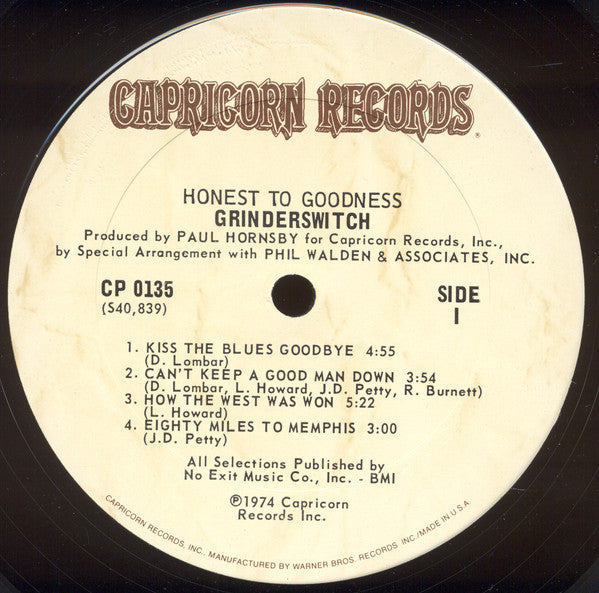 CAPRICORN RECORDS®
HONEST TO GOODNESS
GRINDERSWITCH
Produced by PAUL HORNSBY for Capricorn Records, Inc.,
by Special Arrangement with PHIL WALDEN & ASSOCIATES, INC.
CP 0135
(S40,839)
SIDE
I
1. KISS THE BLUES GOODBYE 4:55
(D. Lombar)
2. CAN'T KEEP A GOOD MAN DOWN 3:54
(D. Lombar, L. Howard, J.D. Petty, R. Burnett)
3. HOW THE WEST WAS WON 5:22
(L. Howard)
4. EIGHTY MILES TO MEMPHIS 3:00
(J.D. Petty)
All Selections Published by
No Exit Music Co., Inc. - BMI
℗1974 Capricorn
Records Inc.
CAPRICORN RECORDS, INC., MANUFACTURED BY WARNER BROS. RECORDS, INC./MADE IN U.S.A.